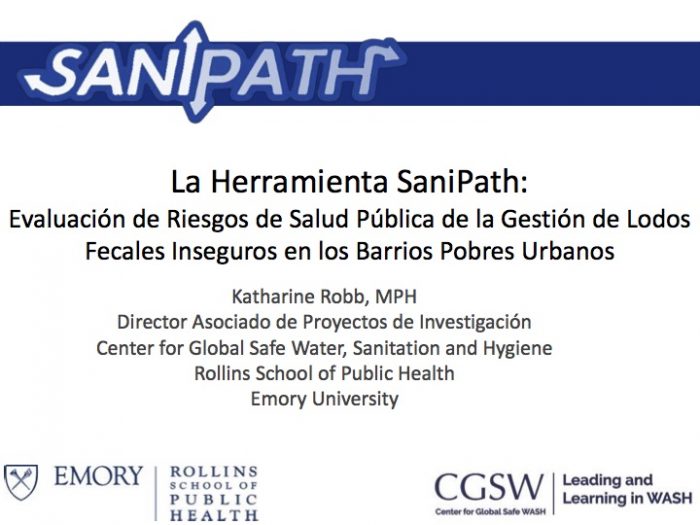 SANIPATH
La Herramienta SaniPath:
Evaluación de Riesgos de Salud Pública de la Gestión de Lodos
Fecales Inseguros en los Barrios Pobres Urbanos
Katharine Robb, MPH
Director Asociado de Proyectos de Investigación
Center for Global Safe Water, Sanitation and Hygiene
Rollins School of Public Health
Emory University
EMORY
ROLLINS
SCHOOL OF
PUBLIC
HEALTH
CGSW
Center for Global Safe WASH
Leading and
Learning in WASH